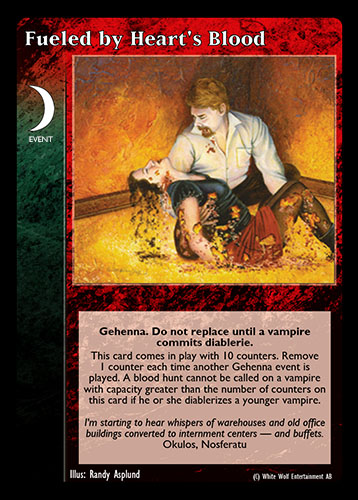 Fueled by Heart's Blood
EVENT
Gehenna. Do not replace until a vampire
commits diablerie.
This card comes in play with 10 counters. Remove
1 counter each time another Gehenna event is
played. A blood hunt cannot be called on a vampire
with capacity greater than the number of counters on
this card if he or she diablerizes a younger vampire.
I'm starting to hear whispers of warehouses and old office
buildings converted to internment centers — and buffets.
Okulos, Nosferatu
Illus: Randy Asplund
(C) White Wolf Entertainment AB